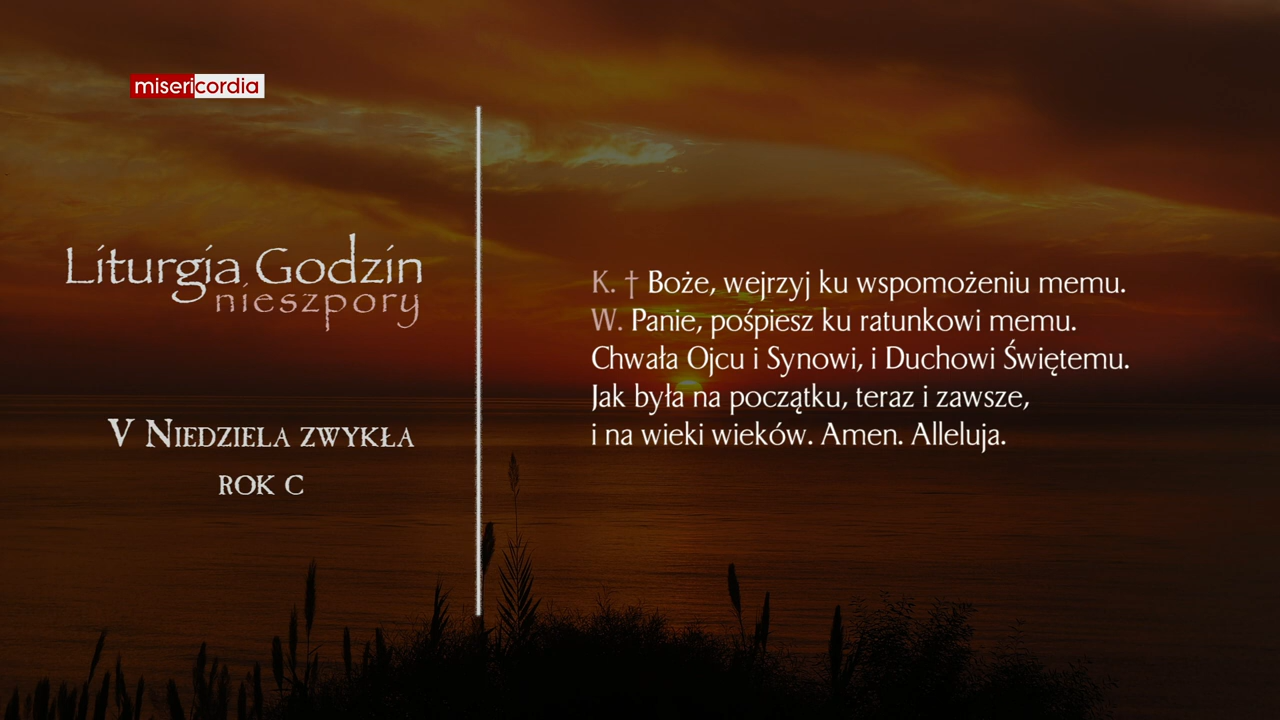 misericordia
Liturgia Godzin
nieszpory
V Niedziela zwykła
rok C
K. † Boże, wejrzyj ku wspomożeniu memu.
W. Panie, pośpiesz ku ratunkowi memu.
Chwała Ojcu i Synowi, i Duchowi Świętemu.
Jak była na początku, teraz i zawsze,
i na wieki wieków. Amen. Alleluja.